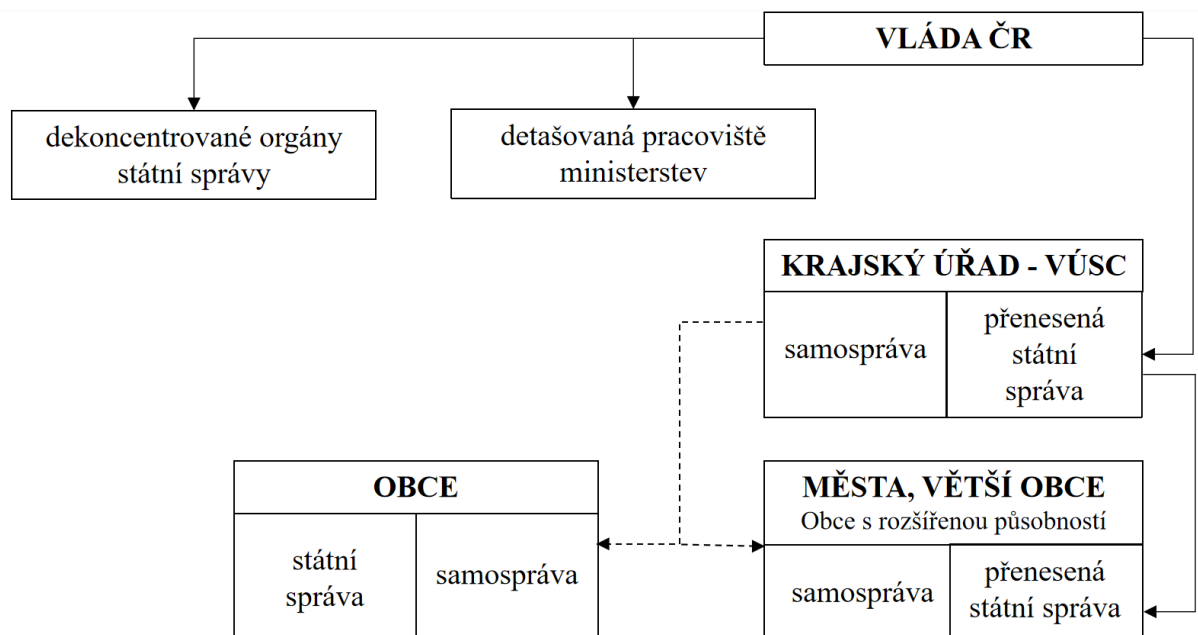 VLÁDA ČR
dekoncentrované orgány
státní správy
detašovaná pracoviště
ministerstev
KRAJSKÝ ÚŘAD - VÚSC
samospráva
přenesená
státní
správa
OBCE
státní
správa
samospráva
MĚSTA, VĚTŠÍ OBCE
Obce s rozšířenou působností
samospráva
přenesená
státní správa